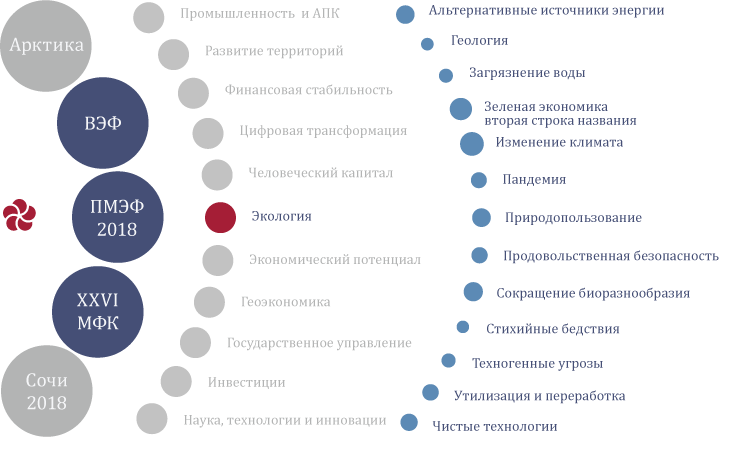 Арктика
ВЭФ
ПМЭФ
2018
XXVI
МФК
Сочи
2018
Промышленность и АПК
Развитие территорий
Финансовая стабильность
Цифровая трансформация
Человеческий капитал
Экология
Экономический потенциал
Геоэкономика
Государственное управление
Инвестиции
Наука, технологии и инновации
Альтернативные источники энергии
Геология
Загрязнение воды
Зеленая экономика
вторая строка названия
Изменение климата
Пандемия
Природопользование
Продовольственная безопасность
Сокращение биоразнообразия
Стихийные бедствия
Техногенные угрозы
Утилизация и переработка
Чистые технологии